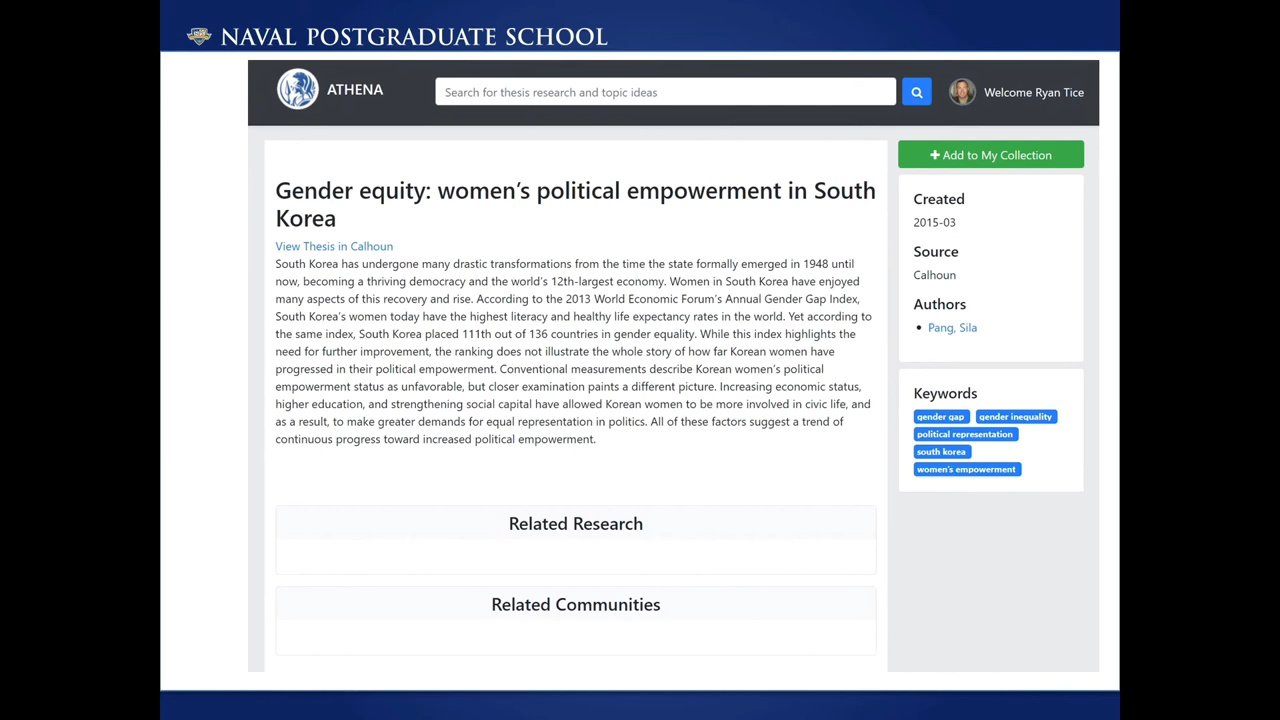 NAVAL POSTGRADUATE SCHOOL
ATHENA
Search for thesis research and topic ideas
Welcome Ryan Tice
Gender equity: women’s political empowerment in South
Korea
View Thesis in Calhoun
South Korea has undergone many drastic transformations from the time the state formally emerged in 1948 until
now, becoming a thriving democracy and the world’s 12th-largest economy. Women in South Korea have enjoyed
many aspects of this recovery and rise. According to the 2013 World Economic Forum’s Annual Gender Gap Index,
South Korea’s women today have the highest literacy and healthy life expectancy rates in the world. Yet according to
the same index, South Korea placed 111th out of 136 countries in gender equality. While this index highlights the
need for further improvement, the ranking does not illustrate the whole story of how far Korean women have
progressed in their political empowerment. Conventional measurements describe Korean women’s political
empowerment status as unfavorable, but closer examination paints a different picture. Increasing economic status,
higher education, and strengthening social capital have allowed Korean women to be more involved in civic life, and
as a result, to make greater demands for equal representation in politics. All of these factors suggest a trend of
continuous progress toward increased political empowerment.
Related Research
Related Communities
+ Add to My Collection
Created
2015-03
Source
Calhoun
Authors
• Pang, Sila
Keywords
gender gap gender inequality
political representation
south korea
women’s empowerment